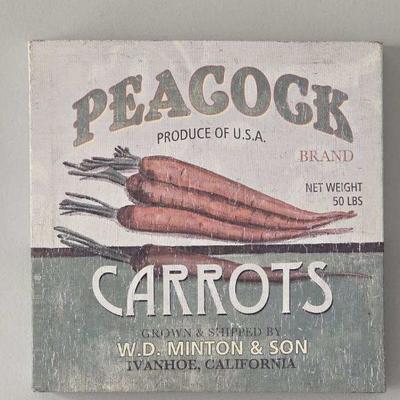 PEACOCK
PRODUCE OF U.S.A.
BRAND
NET WEIGHT
50 LBS
CARROTS
GROWN & SHIPPED BY
W.D. MINTON & SON
IVANHOE, CALIFORNIA